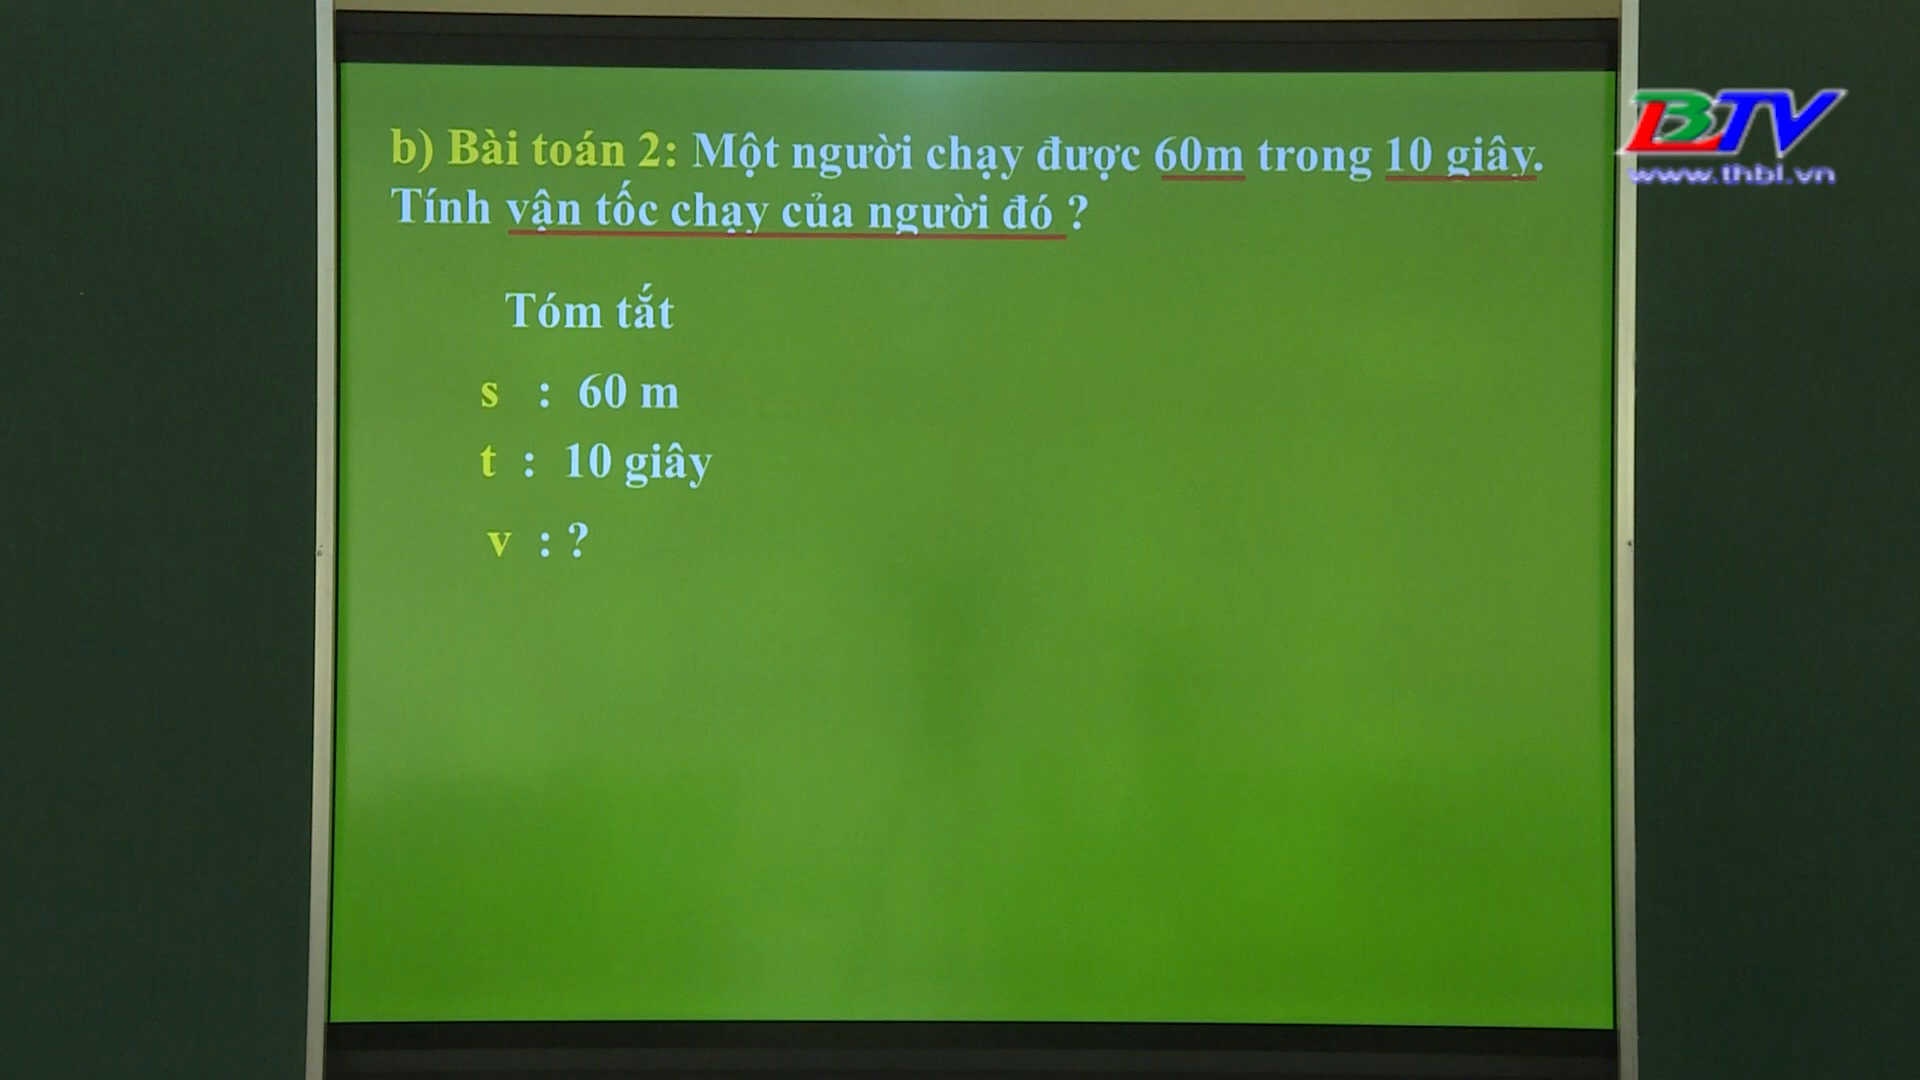 BTV
www.thbl.vn
b) Bài toán 2: Một người chạy được 60m trong 10 giây.
Tính vận tốc chạy của người đó ?
Tóm tắt
s : 60 m
t : 10 giây
v : ?